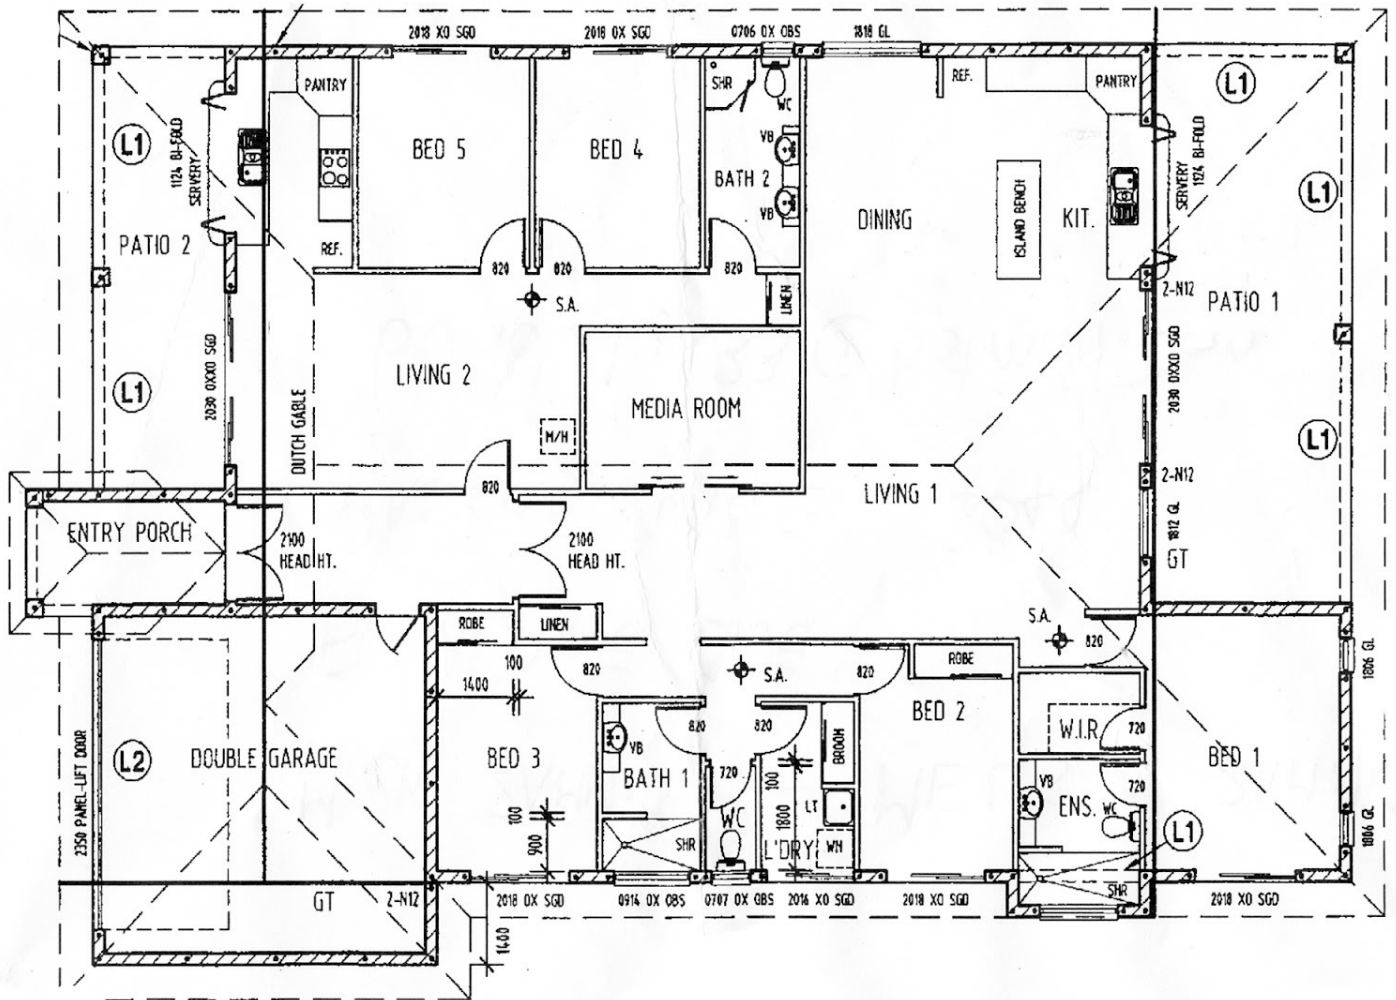 2018 XO SGD
2018 OX SGD
0706 OX OBS
1818 GL
PANTRY
SHR
WC
REF.
PANTRY
L1
L1
1124 BI-FOLD
SERVERY
BED 5
BED 4
VB
BATH 2
VB
DINING
ISLAND BENCH
KIT.
SERVERY
1124 BI-FOLD
L1
PATIO 2
REF.
820
820
820
LINEN
S.A.
2-N12
PATIO 1
2030 OXXO SGD
LIVING 2
MEDIA ROOM
2030 OXXO SGD
L1
DUTCH GABLE
M/H
L1
820
LIVING 1
2-N12
1812 GL
ENTRY PORCH
2100
HEAD HT.
2100
HEAD HT.
GT
ROBE
LINEN
S.A.
820
100
820
S.A.
820
ROBE
1806 GL
1400
BED 2
W.I.R
720
820
820
BROOM
L2
DOUBLE GARAGE
2350 PANEL-LIFT DOOR
BED 3
VB
BATH 1
720
100
BED 1
VB
720
ENS.
WC
100
900
SHR
WC
1800
LT
L'DRY
WH
L1
1806 GL
SHR
GT
2-N12
2018 OX SGD
0914 OX OBS
0707 OX OBS
2016 XO SGD
2018 XO SGD
2018 XO SGD
1400